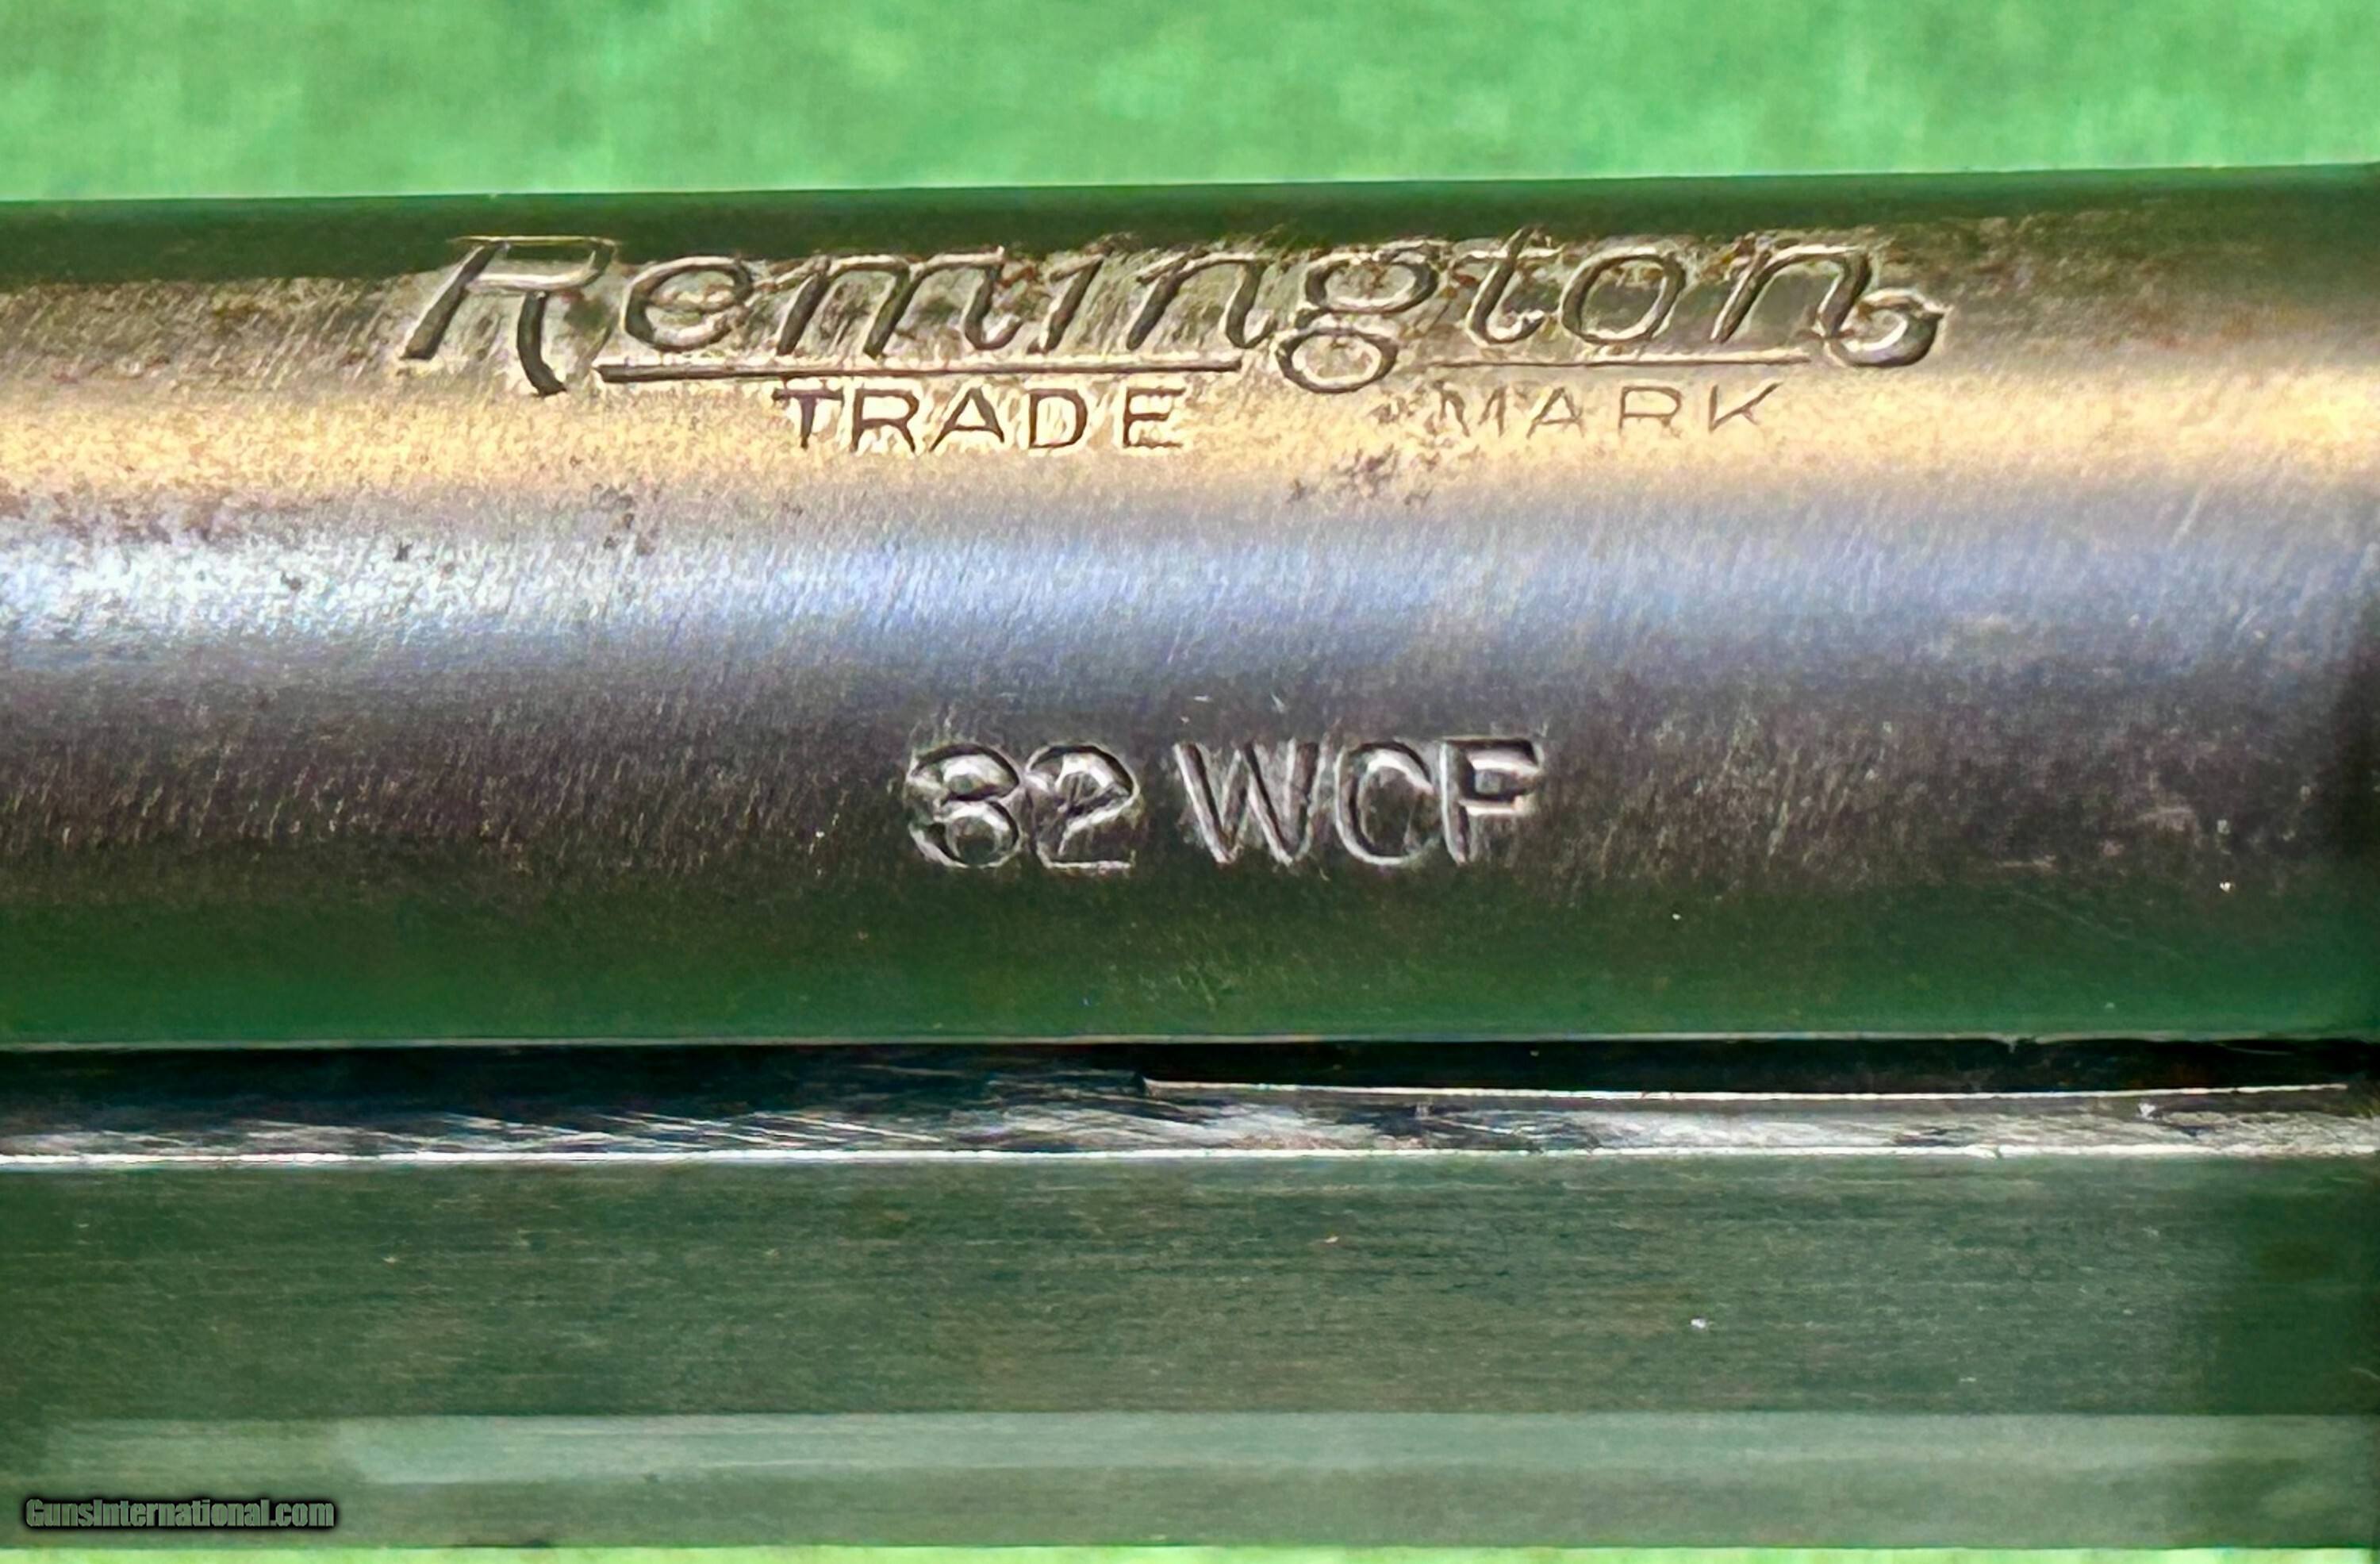 Remington
TRADE MARK
32 WCF
GunsInternational.com